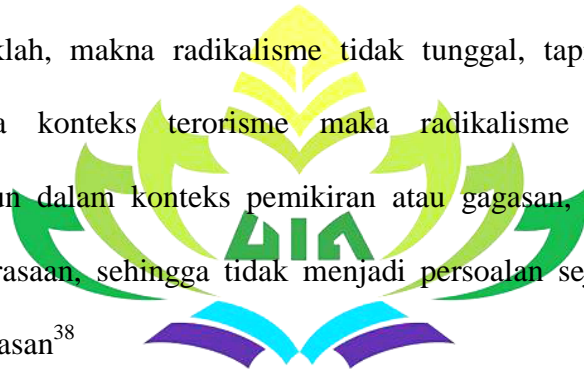 klah, makna radikalisme tidak tunggal, tap
a konteks terorisme maka radikalisme
un dalam konteks pemikiran atau gagasan,
UIN
rasaan, sehingga tidak menjadi persoalan se
asan38